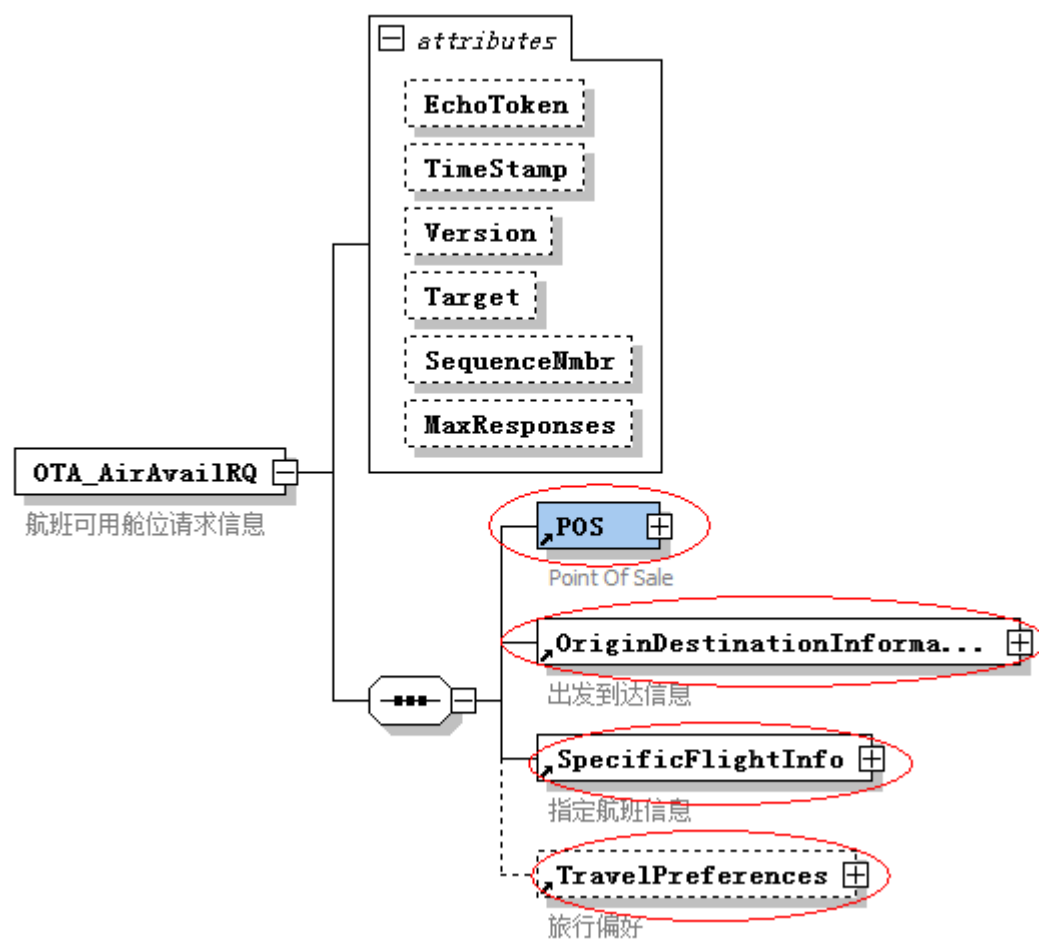 attributes
EchoToken
TimeStamp
Version
Target
SequenceNmbr
MaxResponses
OTA_AirAvailRQ
航班可用舱位请求信息
POS
Point Of Sale
OriginDestinationInforma...
出发到达信息
SpecificFlightInfo
指定航班信息
TravelPreferences
旅行偏好